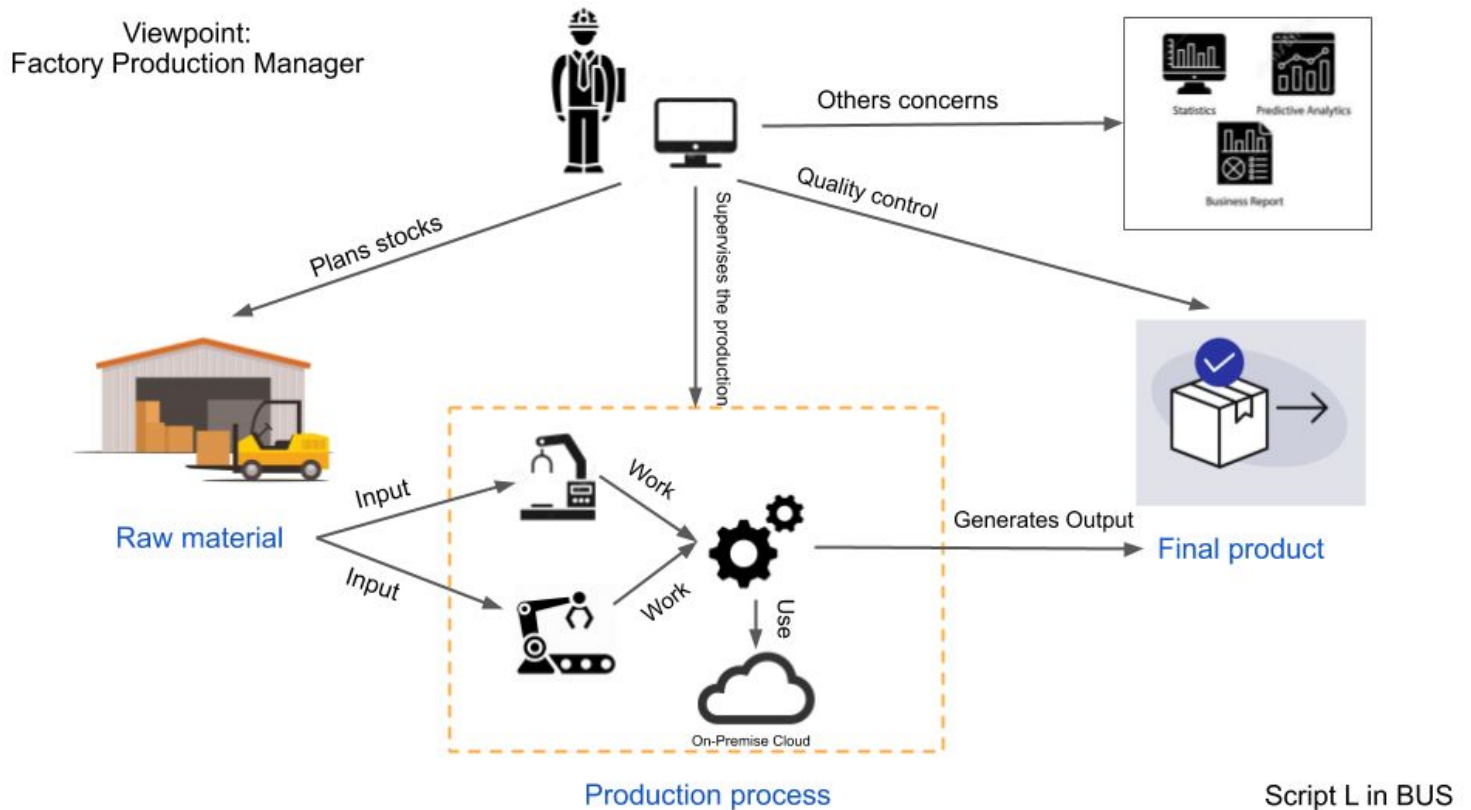 Viewpoint:
Factory Production Manager
Others concerns
Statistics
Predictive Analytics
Business Report
Quality control
Plans stocks
Supervises the production
Input
Work
Raw material
Generates Output
Final product
Input
Work
Use
On-Premise Cloud
Production process
Script L in BUS